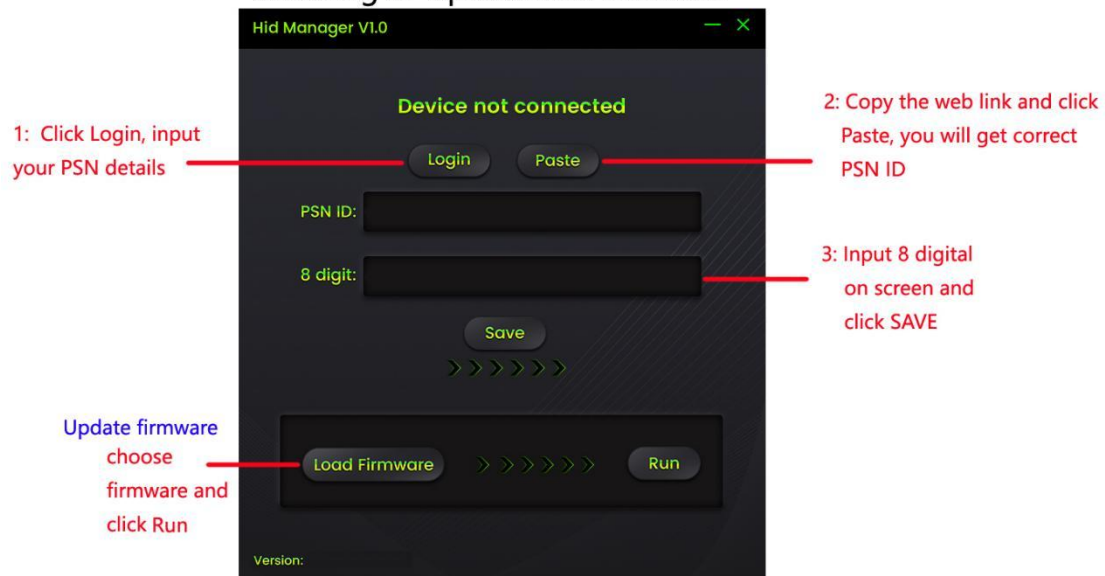 Hid Manager V1.0
Device not connected
1: Click Login, input
your PSN details
Login
Paste
2: Copy the web link and click
Paste, you will get correct
PSN ID
PSN ID:
8 digit:
3: Input 8 digital
on screen and
click SAVE
Save
Update firmware
choose
firmware and
click Run
Load Firmware
Run
Version: